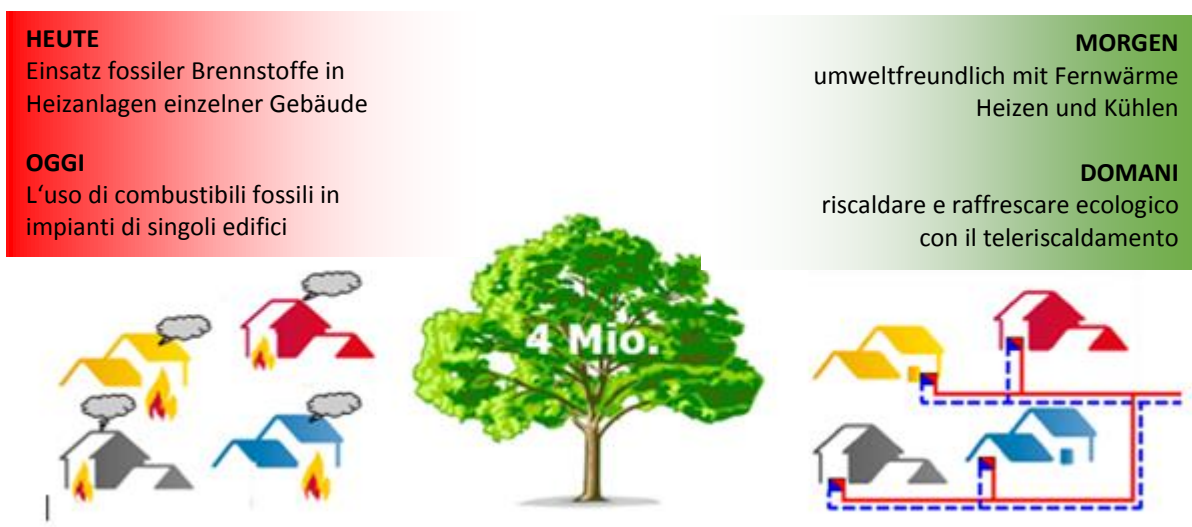 HEUTE
Einsatz fossiler Brennstoffe in
Heizanlagen einzelner Gebäude
OGGI
L‘uso di combustibili fossili in
impianti di singoli edifici
MORGEN
umweltfreundlich mit Fernwärme
Heizen und Kühlen
DOMANI
riscaldare e raffrescare ecologico
con il teleriscaldamento
4 Mio.